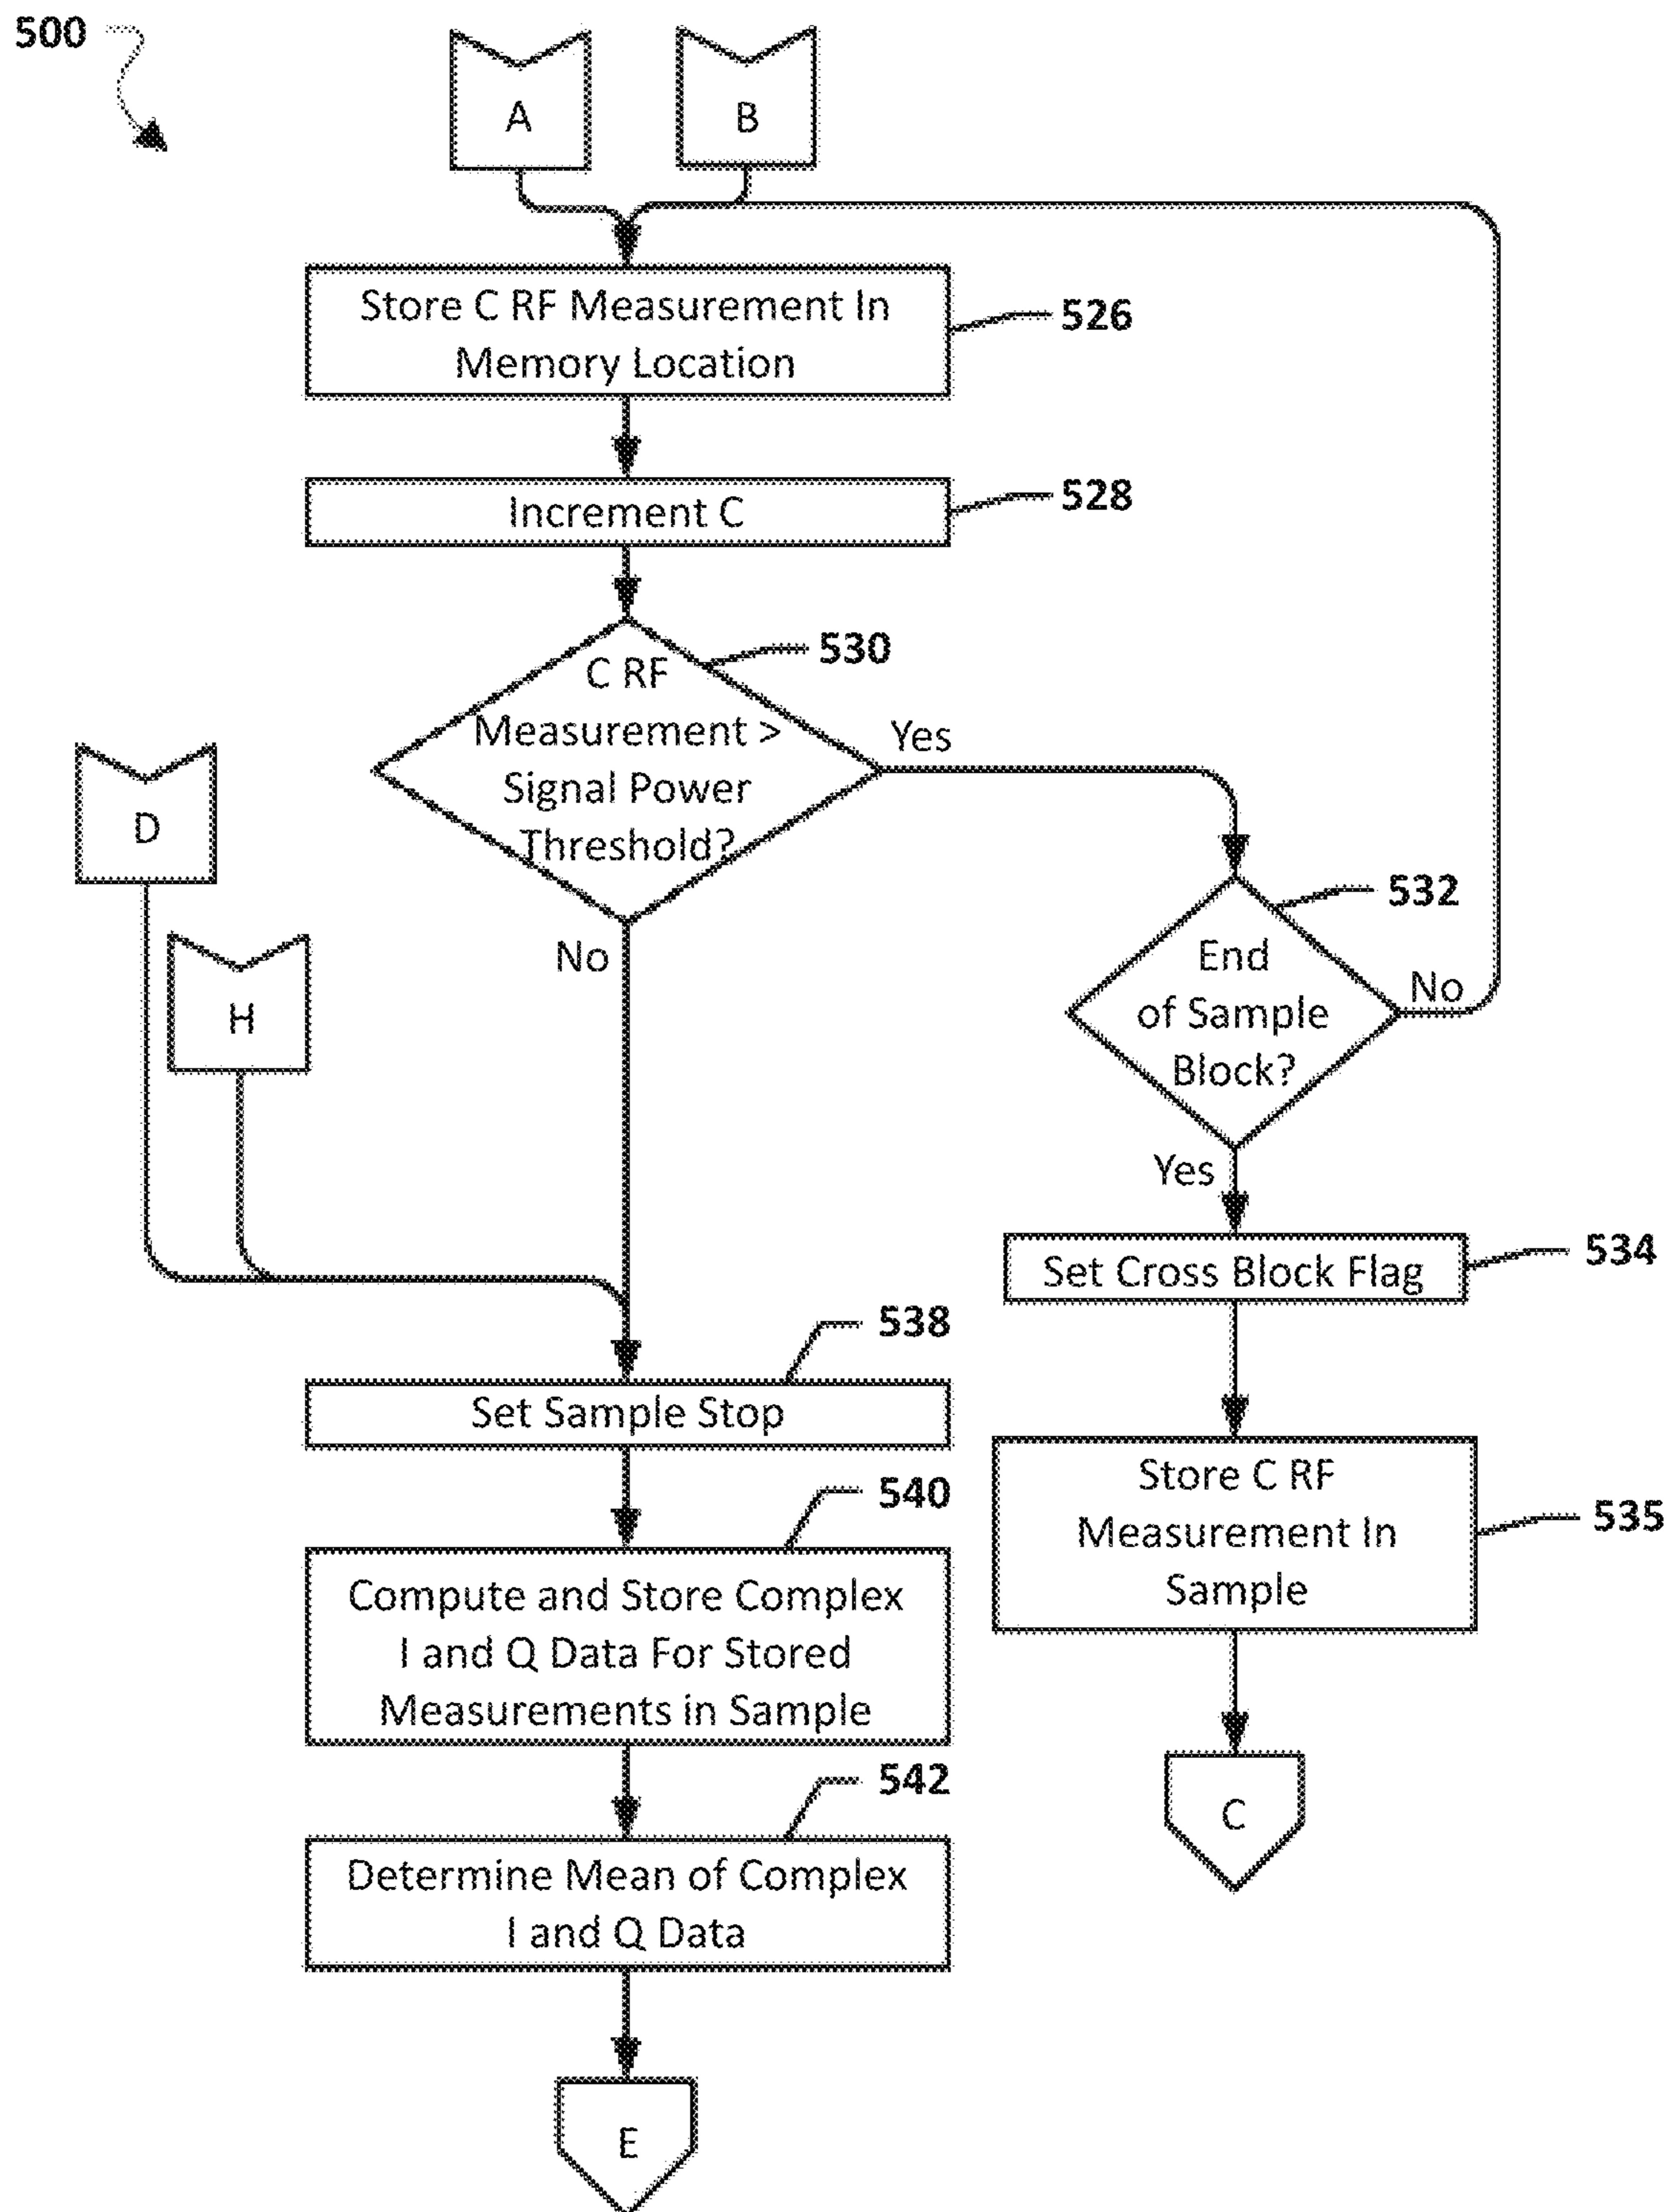 500
A
B
Store C RF Measurement In
Memory Location
526
Increment C
528
530
C RF
Measurement >
Signal Power
Threshold?
Yes
No
D
H
532
End
of Sample
Block?
No
Yes
Set Cross Block Flag
534
538
Set Sample Stop
Store C RF
Measurement In
Sample
535
540
Compute and Store Complex
I and Q Data For Stored
Measurements in Sample
C
542
Determine Mean of Complex
I and Q Data
E